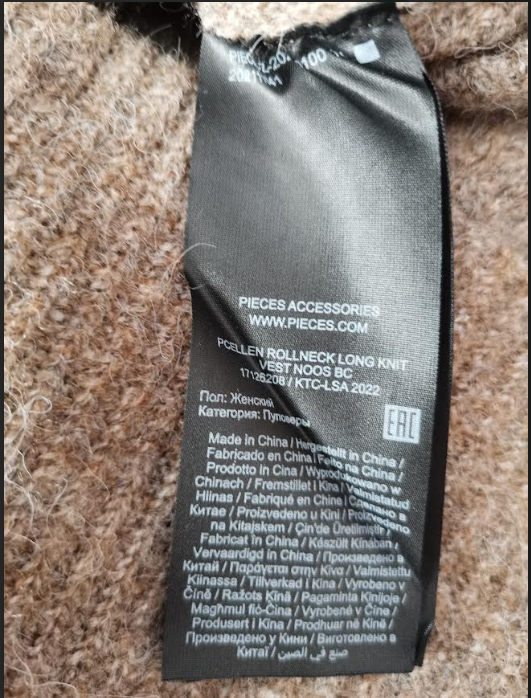 PIECES ACCESSORIES
WWW.PIECES.COM
PCELLEN ROLLNECK LONG KNIT
VEST NOOS BC
17126208 / KTC-LSA 2022
Пол: Женский
Категория: Пуловеры
EAC
Made in China / Hergestellt in China /
Fabricado en China / Feito na China /
Prodotto in Cina / Wyprodukowano w
Chinach / Fremstillet i Kina / Valmistatud
Hiinas / Fabriqué en Chine / Сделано в
Китае / Proizvedeno u Kini / Proizvedeno
na Kitajskem / Çin'de Üretilmiştir /
Fabricat în China / Készült Kínában /
Vervaardigd in China / Произведено в
Китай / Παράγεται στην Κίνα / Valmistettu
Kiinassa / Tillverkad i Kina / Vyrobeno v
Číně / Ražots Ķīnā / Pagaminta Kinijoje /
Magħmul fiċ-Ċina / Vyrobené v Číne /
Produsert i Kina / Prodhuar në Kinë /
Произведено у Кини / Виготовлено в
Китаї / صنع في الصين